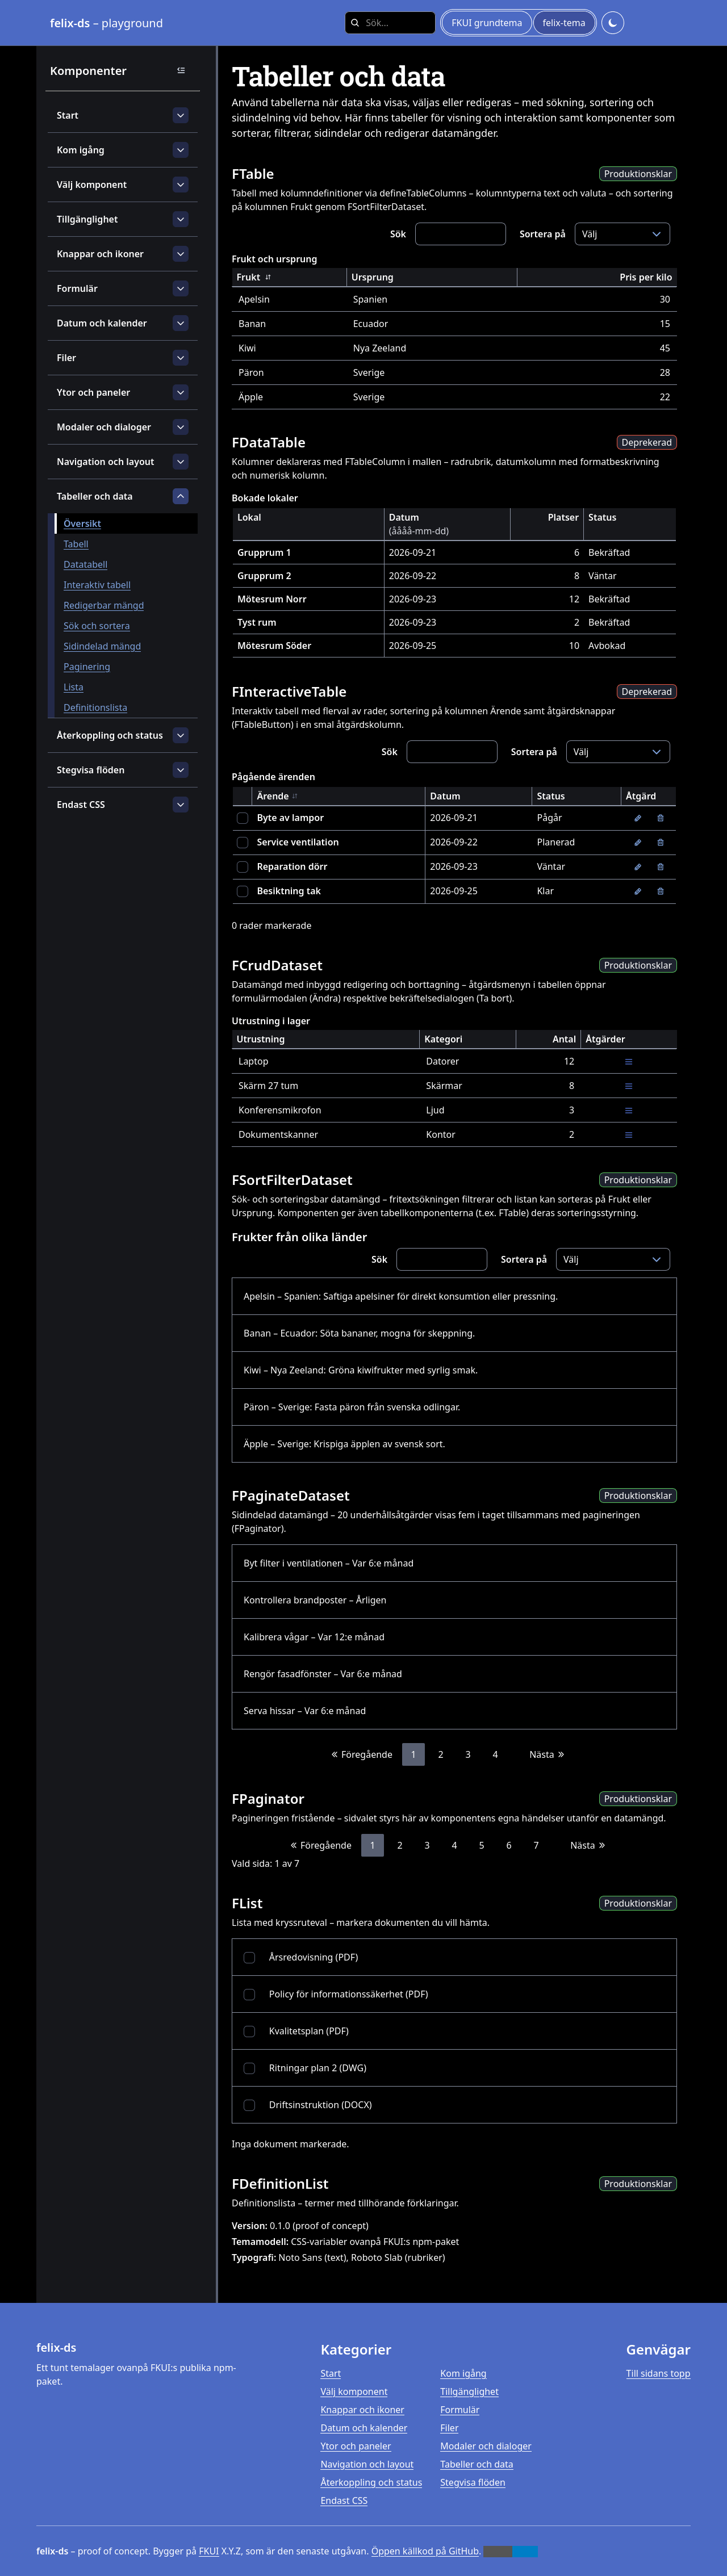 felix-ds – playground
Sök...
FKUI grundtema
felix-tema
Komponenter
Start
Kom igång
Välj komponent
Tillgänglighet
Knappar och ikoner
Formulär
Datum och kalender
Filer
Ytor och paneler
Modaler och dialoger
Navigation och layout
Tabeller och data
Översikt
Tabell
Datatabell
Interaktiv tabell
Redigerbar mängd
Sök och sortera
Sidindelad mängd
Paginering
Lista
Definitionslista
Återkoppling och status
Stegvisa flöden
Endast CSS
Tabeller och data
Använd tabellerna när data ska visas, väljas eller redigeras – med sökning, sortering och
sidindelning vid behov. Här finns tabeller för visning och interaktion samt komponenter som
sorterar, filtrerar, sidindelar och redigerar datamängder.
FTable
Produktionsklar
Tabell med kolumndefinitioner via defineTableColumns – kolumntyperna text och valuta – och sortering
på kolumnen Frukt genom FSortFilterDataset.
Sök
Sortera på
Välj
Frukt och ursprung
Frukt Ursprung Pris per kilo
Apelsin Spanien 30
Banan Ecuador 15
Kiwi Nya Zeeland 45
Päron Sverige 28
Äpple Sverige 22
FDataTable
Deprekerad
Kolumner deklareras med FTableColumn i mallen – radrubrik, datumkolumn med formatbeskrivning
och numerisk kolumn.
Bokade lokaler
Lokal Datum Platser Status
(åååå-mm-dd)
Grupprum 1 2026-09-21 6 Bekräftad
Grupprum 2 2026-09-22 8 Väntar
Mötesrum Norr 2026-09-23 12 Bekräftad
Tyst rum 2026-09-23 2 Bekräftad
Mötesrum Söder 2026-09-25 10 Avbokad
FInteractiveTable
Deprekerad
Interaktiv tabell med flerval av rader, sortering på kolumnen Ärende samt åtgärdsknappar
(FTableButton) i en smal åtgärdskolumn.
Sök
Sortera på
Välj
Pågående ärenden
Ärende Datum Status Åtgärd
Byte av lampor 2026-09-21 Pågår
Service ventilation 2026-09-22 Planerad
Reparation dörr 2026-09-23 Väntar
Besiktning tak 2026-09-25 Klar
0 rader markerade
FCrudDataset
Produktionsklar
Datamängd med inbyggd redigering och borttagning – åtgärdsmenyn i tabellen öppnar
formulärmodalen (Ändra) respektive bekräftelsedialogen (Ta bort).
Utrustning i lager
Utrustning Kategori Antal Åtgärder
Laptop Datorer 12
Skärm 27 tum Skärmar 8
Konferensmikrofon Ljud 3
Dokumentskanner Kontor 2
FSortFilterDataset
Produktionsklar
Sök- och sorteringsbar datamängd – fritextsökningen filtrerar och listan kan sorteras på Frukt eller
Ursprung. Komponenten ger även tabellkomponenterna (t.ex. FTable) deras sorteringsstyrning.
Frukter från olika länder
Sök
Sortera på
Välj
Apelsin – Spanien: Saftiga apelsiner för direkt konsumtion eller pressning.
Banan – Ecuador: Söta bananer, mogna för skeppning.
Kiwi – Nya Zeeland: Gröna kiwifrukter med syrlig smak.
Päron – Sverige: Fasta päron från svenska odlingar.
Äpple – Sverige: Krispiga äpplen av svensk sort.
FPaginateDataset
Produktionsklar
Sidindelad datamängd – 20 underhållsåtgärder visas fem i taget tillsammans med pagineringen
(FPaginator).
Byt filter i ventilationen – Var 6:e månad
Kontrollera brandposter – Årligen
Kalibrera vågar – Var 12:e månad
Rengör fasadfönster – Var 6:e månad
Serva hissar – Var 6:e månad
Föregående 1 2 3 4 Nästa
FPaginator
Produktionsklar
Pagineringen fristående – sidvalet styrs här av komponentens egna händelser utanför en datamängd.
Föregående 1 2 3 4 5 6 7 Nästa
Vald sida: 1 av 7
FList
Produktionsklar
Lista med kryssruteval – markera dokumenten du vill hämta.
Årsredovisning (PDF)
Policy för informationssäkerhet (PDF)
Kvalitetsplan (PDF)
Ritningar plan 2 (DWG)
Driftsinstruktion (DOCX)
Inga dokument markerade.
FDefinitionList
Produktionsklar
Definitionslista – termer med tillhörande förklaringar.
Version: 0.1.0 (proof of concept)
Temamodell: CSS-variabler ovanpå FKUI:s npm-paket
Typografi: Noto Sans (text), Roboto Slab (rubriker)
felix-ds
Ett tunt temalager ovanpå FKUI:s publika npm-
paket.
Kategorier
Start
Välj komponent
Knappar och ikoner
Datum och kalender
Ytor och paneler
Navigation och layout
Återkoppling och status
Endast CSS
Kom igång
Tillgänglighet
Formulär
Filer
Modaler och dialoger
Tabeller och data
Stegvisa flöden
Genvägar
Till sidans topp
felix-ds – proof of concept. Bygger på FKUI X.Y.Z, som är den senaste utgåvan. Öppen källkod på GitHub.